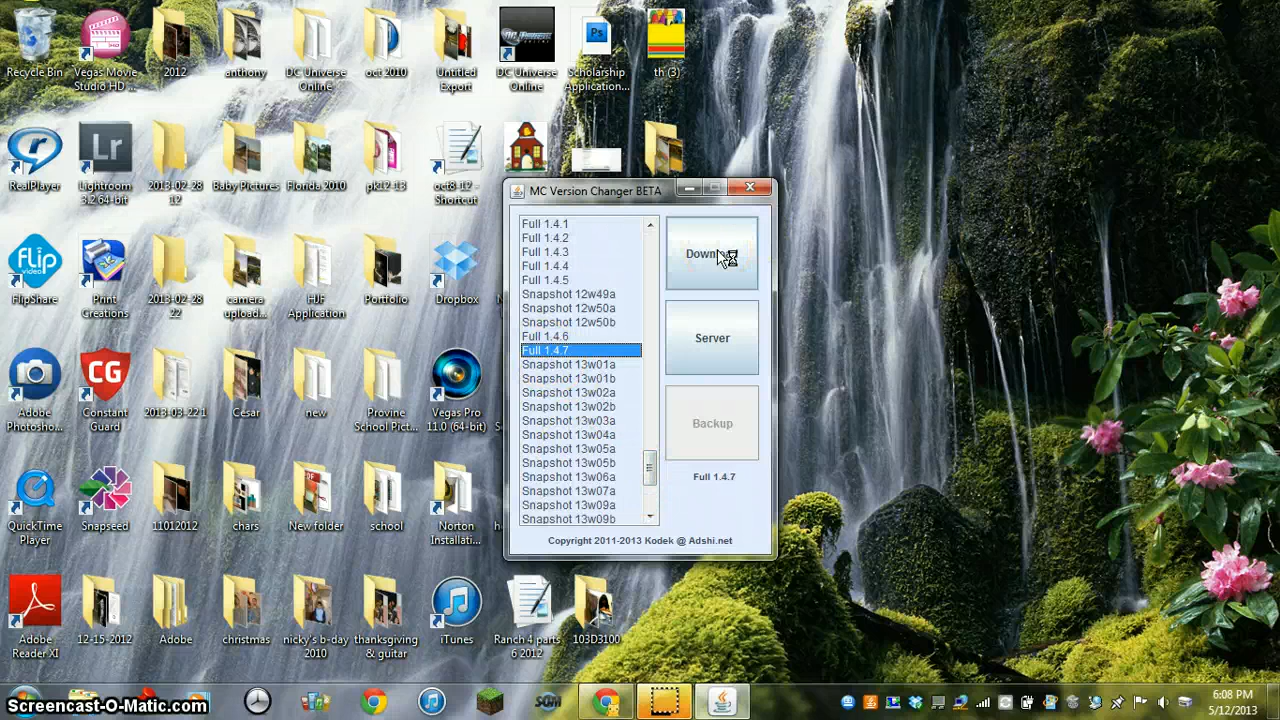 Recycle Bin
Vegas Movie
Studio HD ...
2012
anthony
DC Universe
Online
oct 2010
Untitled
Export
DC Universe
Online
Ps
Scholarship
Application...
th (3)
RealPlayer
Lr
Lightroom
3.2 64-bit
2013-02-28
12
Baby Pictures
Florida 2010
pk12-13
ocf8-12 -
Shortcut
flip
video
FlipShare
Print
Creations
2013-02-28
22
camera
upload...
HJF
Application
Portfolio
Dropbox
Adobe
Photosho...
CG
Constant
Guard
2013-03-22 1
Cesar
new
Provine
School Pict...
Vegas Pro
11.0 (64-bit)
QuickTime
Player
Snapseed
11012012
chars
PDF
New folder
school
Norton
Installati...
Adobe
Reader XI
12-15-2012
Adobe
christmas
nicky's b-day
2010
thanksgiving
& guitar
iTunes
Ranch 4 parts
6 2012
103D3100
MC Version Changer BETA
Full 1.4.1
Full 1.4.2
Full 1.4.3
Full 1.4.4
Full 1.4.5
Snapshot 12w49a
Snapshot 12w50a
Snapshot 12w50b
Full 1.4.6
Full 1.4.7
Snapshot 13w01a
Snapshot 13w01b
Snapshot 13w02a
Snapshot 13w02b
Snapshot 13w03a
Snapshot 13w04a
Snapshot 13w05a
Snapshot 13w05b
Snapshot 13w06a
Snapshot 13w07a
Snapshot 13w09a
Snapshot 13w09b
Download
Server
Backup
Full 1.4.7
Copyright 2011-2013 Kodek @ Adshi.net
SOM
6:08 PM
5/12/2013
Screencast-O-Matic.com